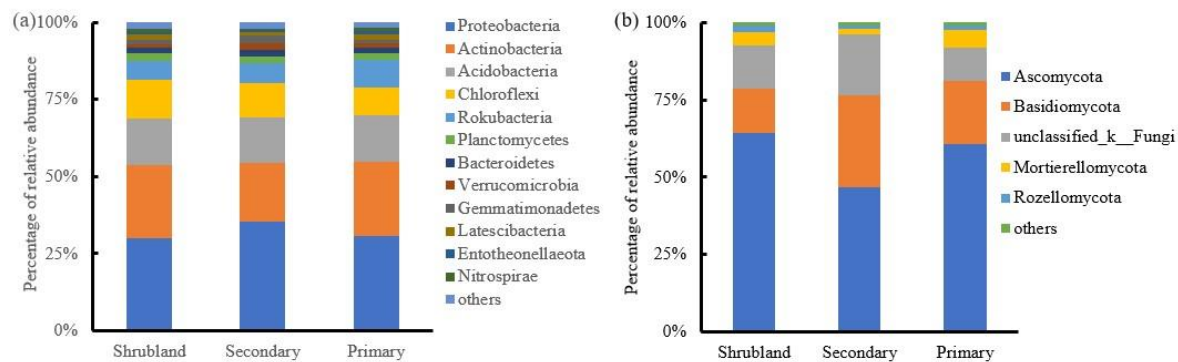 (a)
Percentage of relative abundance
100%
75%
50%
25%
0%
Shrubland
Secondary
Primary
Proteobacteria
Actinobacteria
Acidobacteria
Chloroflexi
Rokubacteria
Planctomycetes
Bacteroidetes
Verrucomicrobia
Gemmatimonadetes
Latescibacteria
Entotheonellaeota
Nitrospirae
others
(b)
Percentage of relative abundance
100%
75%
50%
25%
0%
Shrubland
Secondary
Primary
Ascomycota
Basidiomycota
unclassified_k__Fungi
Mortierellomycota
Rozellomycota
others